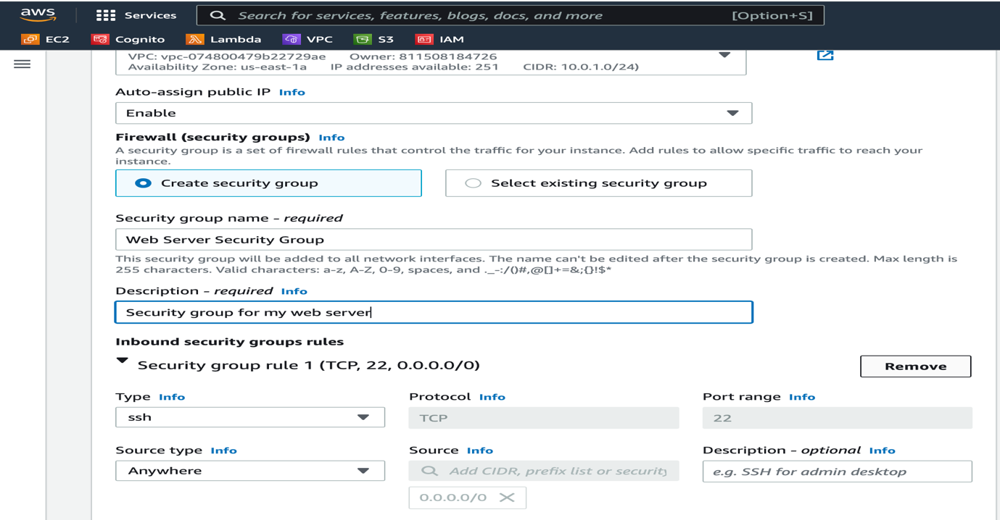 aws
Services
Search for services, features, blogs, docs, and more
[Option+S]
EC2 Cognito Lambda VPC S3 IAM
VPC: vpc-074800479b22729ae Owner: 811508184726
Availability Zone: us-east-1a IP addresses available: 251 CIDR: 10.0.1.0/24)
Auto-assign public IP Info
Enable
Firewall (security groups) Info
A security group is a set of firewall rules that control the traffic for your instance. Add rules to allow specific traffic to reach your
instance.
Create security group
Select existing security group
Security group name - required
Web Server Security Group
This security group will be added to all network interfaces. The name can't be edited after the security group is created. Max length is
255 characters. Valid characters: a-z, A-Z, 0-9, spaces, and ._-:/()#,@[]+=&;{}!$*
Description - required Info
Security group for my web server
Inbound security groups rules
Security group rule 1 (TCP, 22, 0.0.0.0/0)
Remove
Type Info
ssh
Protocol Info
TCP
Port range Info
22
Source type Info
Anywhere
Source Info
Add CIDR, prefix list or security
0.0.0.0/0
Description - optional Info
e.g. SSH for admin desktop